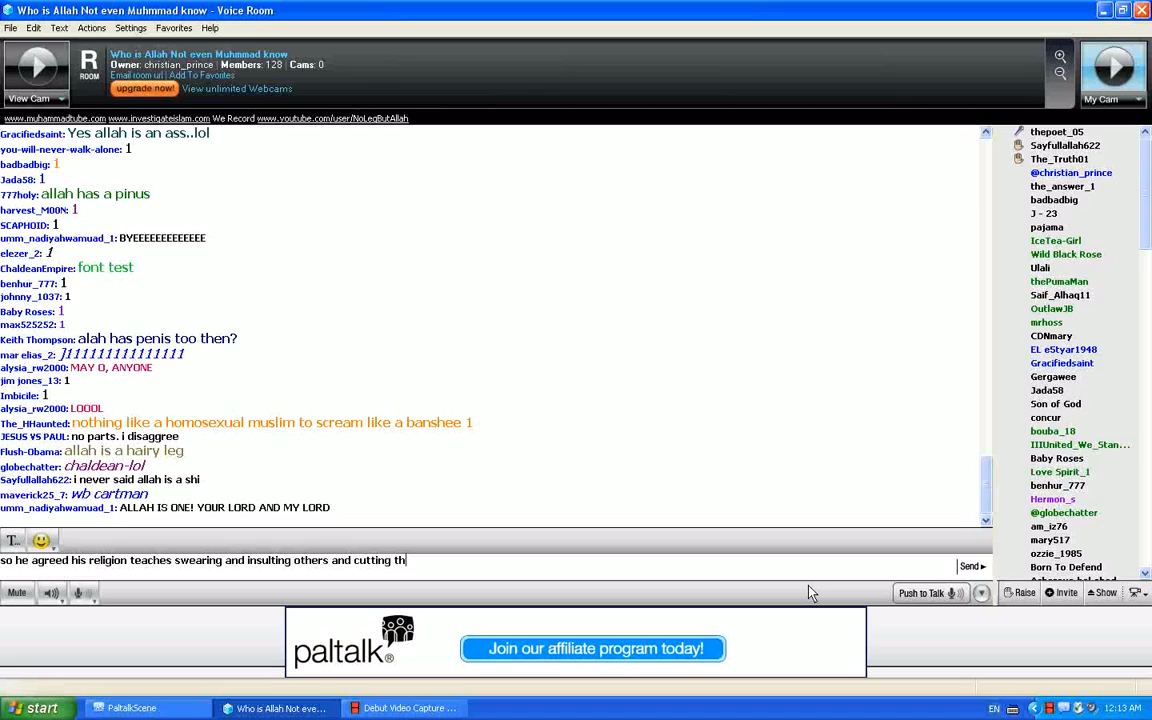 Who is Allah Not even Muhmmad know - Voice Room
File Edit Text Actions Settings Favorites Help
R
ROOM
Who is Allah Not even Muhmmad know
Owner: christian_prince | Members: 128 | Cams: 0
Email room url | Add To Favorites
upgrade now! View unlimited Webcams
View Cam
My Cam
www.muhammadtube.com www.investigateislam.com We Record www.youtube.com/user/NoLegButAllah
Gracifiedsaint: Yes allah is an ass..lol
you-will-never-walk-alone: 1
badbadbig: 1
Jada58: 1
777holy: allah has a pinus
harvest_M00N: 1
SCAPHOID: 1
umm_nadiyahwamuad_1: BYEEEEEEEEEEEEE
elezer_2: 1
ChaldeanEmpire: font test
benhur_777: 1
johnny_1037: 1
Baby Roses: 1
max525252: 1
Keith Thompson: alah has penis too then?
mar elias_2: ]111111111111111
alysia_rw2000: MAY O, ANYONE
jim jones_13: 1
Imbicile: 1
alysia_rw2000: LOOOL
The_HHaunted: nothing like a homosexual muslim to scream like a banshee 1
JESUS VS PAUL: no parts. i disaggree
Flush-Obama: allah is a hairy leg
globechatter: chaldean-lol
Sayfullallah622: i never said allah is a shi
maverick25_7: wb cartman
umm_nadiyahwamuad_1: ALLAH IS ONE! YOUR LORD AND MY LORD
thepoet_05
Sayfullallah622
The_Truth01
@christian_prince
the_answer_1
badbadbig
J - 23
pajama
IceTea-Girl
Wild Black Rose
Ulali
thePumaMan
Saif_Alhaq11
OutlawJB
mrhoss
CDNmary
EL e5tyar1948
Gracifiedsaint
Gergawee
Jada58
Son of God
concur
bouba_18
IIIUnited_We_Stan...
Baby Roses
Love Spirit_1
benhur_777
Hermon_s
@globechatter
am_iz76
mary517
ozzie_1985
Born To Defend
T...
so he agreed his religion teaches swearing and insulting others and cutting th
Send
Mute
Push to Talk
Raise Invite Show
paltalk®
Join our affiliate program today!
start
PaltalkScene
Who is Allah Not eve...
Debut Video Capture ...
EN
12:13 AM